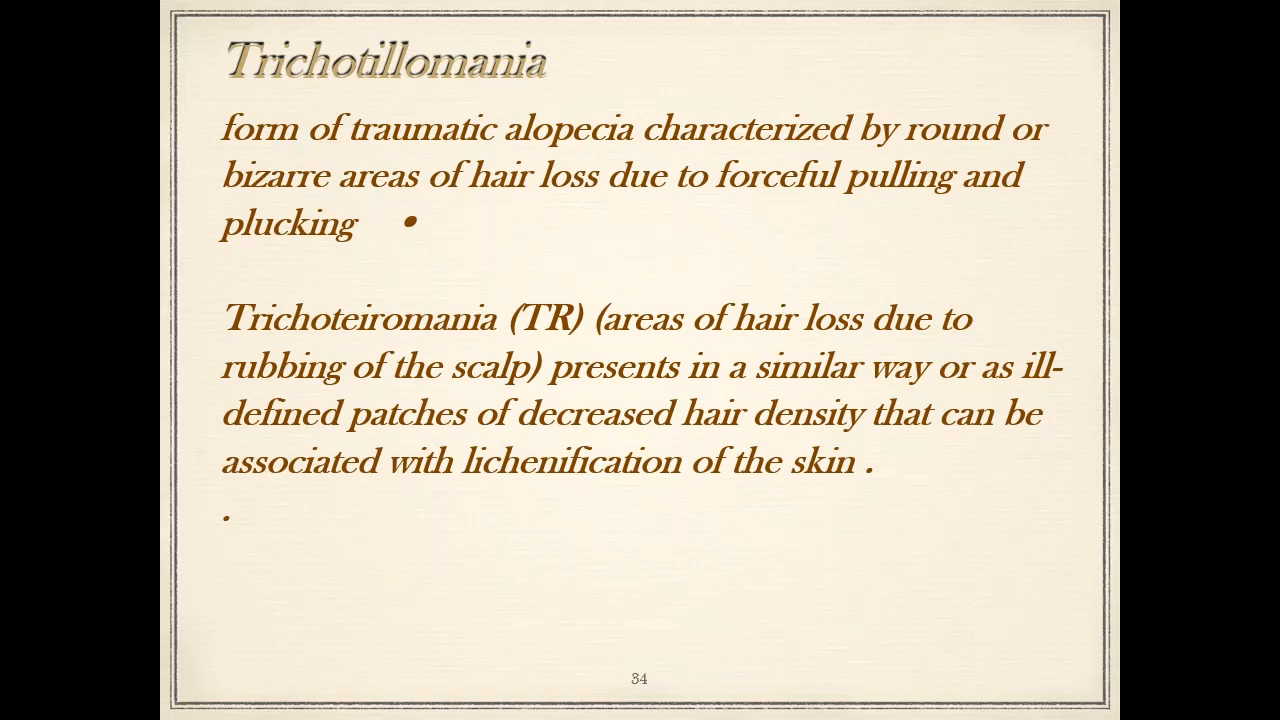 Trichotillomania
form of traumatic alopecia characterized by round or
bizarre areas of hair loss due to forceful pulling and
plucking •
Trichoteiromania (TR) (areas of hair loss due to
rubbing of the scalp) presents in a similar way or as ill-
defined patches of decreased hair density that can be
associated with lichenification of the skin .
.
34